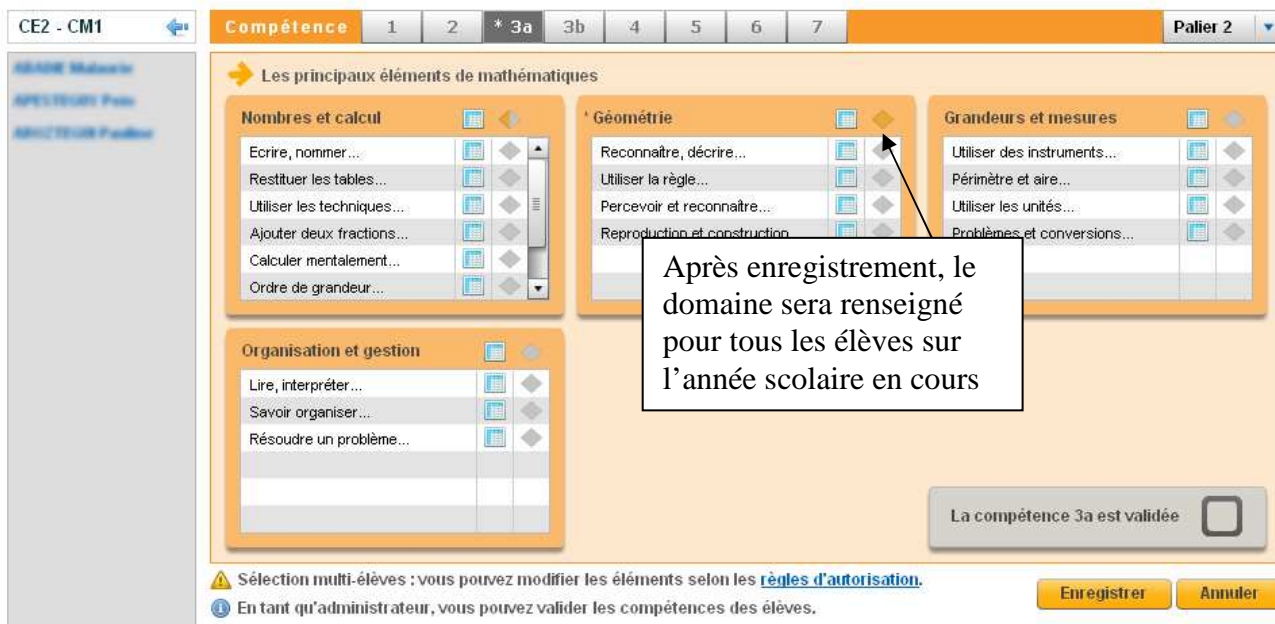 CE2 - CM1
Compétence 1 2 * 3a 3b 4 5 6 7
Palier 2
Les principaux éléments de mathématiques
Nombres et calcul
Ecrire, nommer...
Restituer les tables...
Utiliser les techniques...
Ajouter deux fractions...
Calculer mentalement...
Ordre de grandeur...
* Géométrie
Reconnaître, décrire...
Utiliser la règle...
Percevoir et reconnaître...
Reproduction et construction
Grandeurs et mesures
Utiliser des instruments...
Périmètre et aire...
Utiliser les unités...
Problèmes et conversions...
Après enregistrement, le
domaine sera renseigné
pour tous les élèves sur
l'année scolaire en cours
Organisation et gestion
Lire, interpréter...
Savoir organiser...
Résoudre un problème...
La compétence 3a est validée
Sélection multi-élèves : vous pouvez modifier les éléments selon les règles d'autorisation.
En tant qu'administrateur, vous pouvez valider les compétences des élèves.
Enregistrer
Annuler